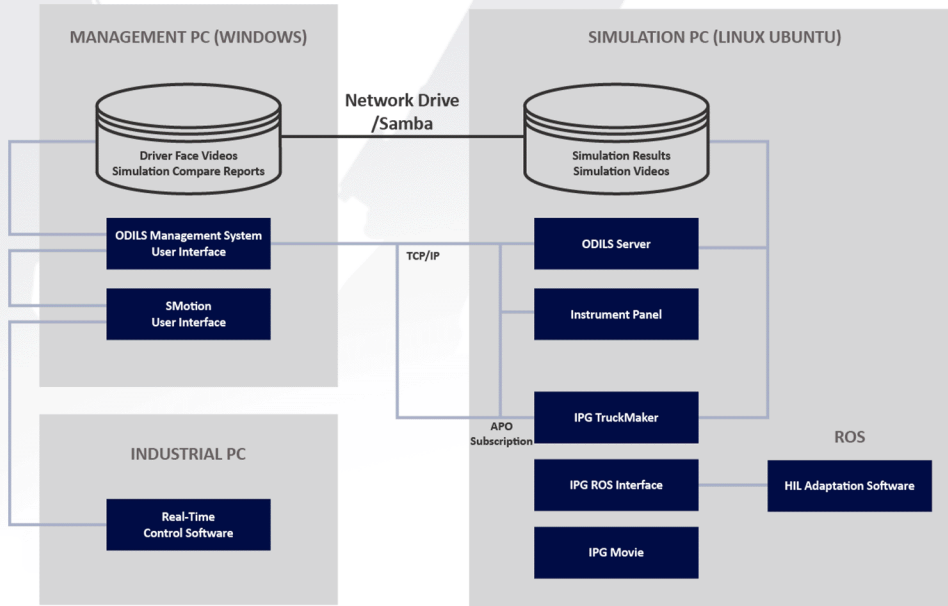 MANAGEMENT PC (WINDOWS)
Driver Face Videos
Simulation Compare Reports
ODILS Management System
User Interface
SMotion
User Interface
INDUSTRIAL PC
Real-Time
Control Software
Network Drive
/Samba
TCP/IP
APO
Subscription
SIMULATION PC (LINUX UBUNTU)
Simulation Results
Simulation Videos
ODILS Server
Instrument Panel
IPG TruckMaker
IPG ROS Interface
IPG Movie
ROS
HIL Adaptation Software